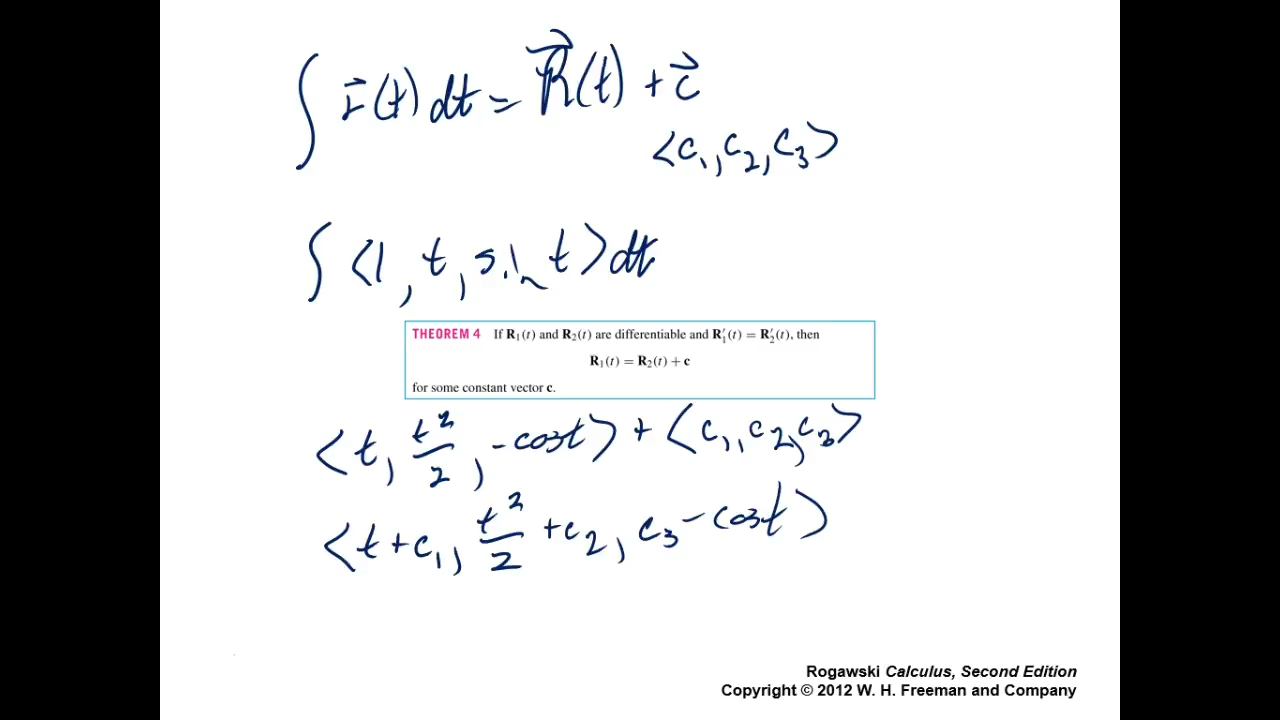 ∫ r⃗(t) dt = R⃗(t) + c⃗
<c₁, c₂, c₃>
∫ <1, t, sin t> dt
THEOREM 4 If R₁(t) and R₂(t) are differentiable and R′₁(t) = R′₂(t), then
R₁(t) = R₂(t) + c
for some constant vector c.
<t, t²/2, -cos t> + <c₁, c₂, c₃>
<t + c₁, t²/2 + c₂, c₃ - cos t>
Rogawski Calculus, Second Edition
Copyright © 2012 W. H. Freeman and Company